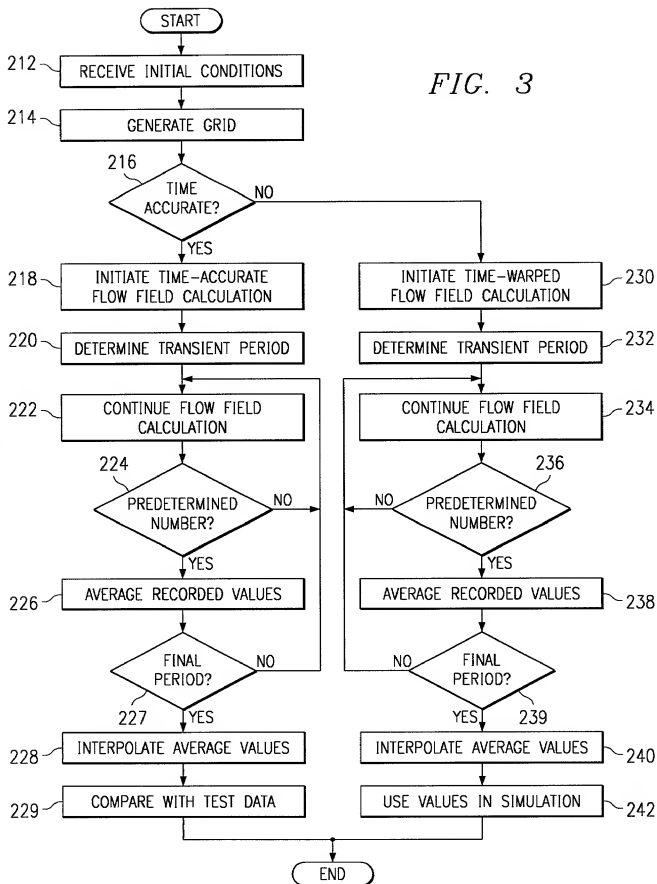 START
212
RECEIVE INITIAL CONDITIONS
FIG. 3
214
GENERATE GRID
216
TIME
ACCURATE?
NO
YES
218
INITIATE TIME-ACCURATE
FLOW FIELD CALCULATION
INITIATE TIME-WARPED
FLOW FIELD CALCULATION
230
220
DETERMINE TRANSIENT PERIOD
DETERMINE TRANSIENT PERIOD
232
222
CONTINUE FLOW FIELD
CALCULATION
CONTINUE FLOW FIELD
CALCULATION
234
224
PREDETERMINED
NUMBER?
NO
YES
236
NO
PREDETERMINED
NUMBER?
YES
226
AVERAGE RECORDED VALUES
AVERAGE RECORDED VALUES
238
FINAL
PERIOD?
NO
227
YES
NO
FINAL
PERIOD?
YES
239
228
INTERPOLATE AVERAGE VALUES
INTERPOLATE AVERAGE VALUES
240
229
COMPARE WITH TEST DATA
USE VALUES IN SIMULATION
242
END